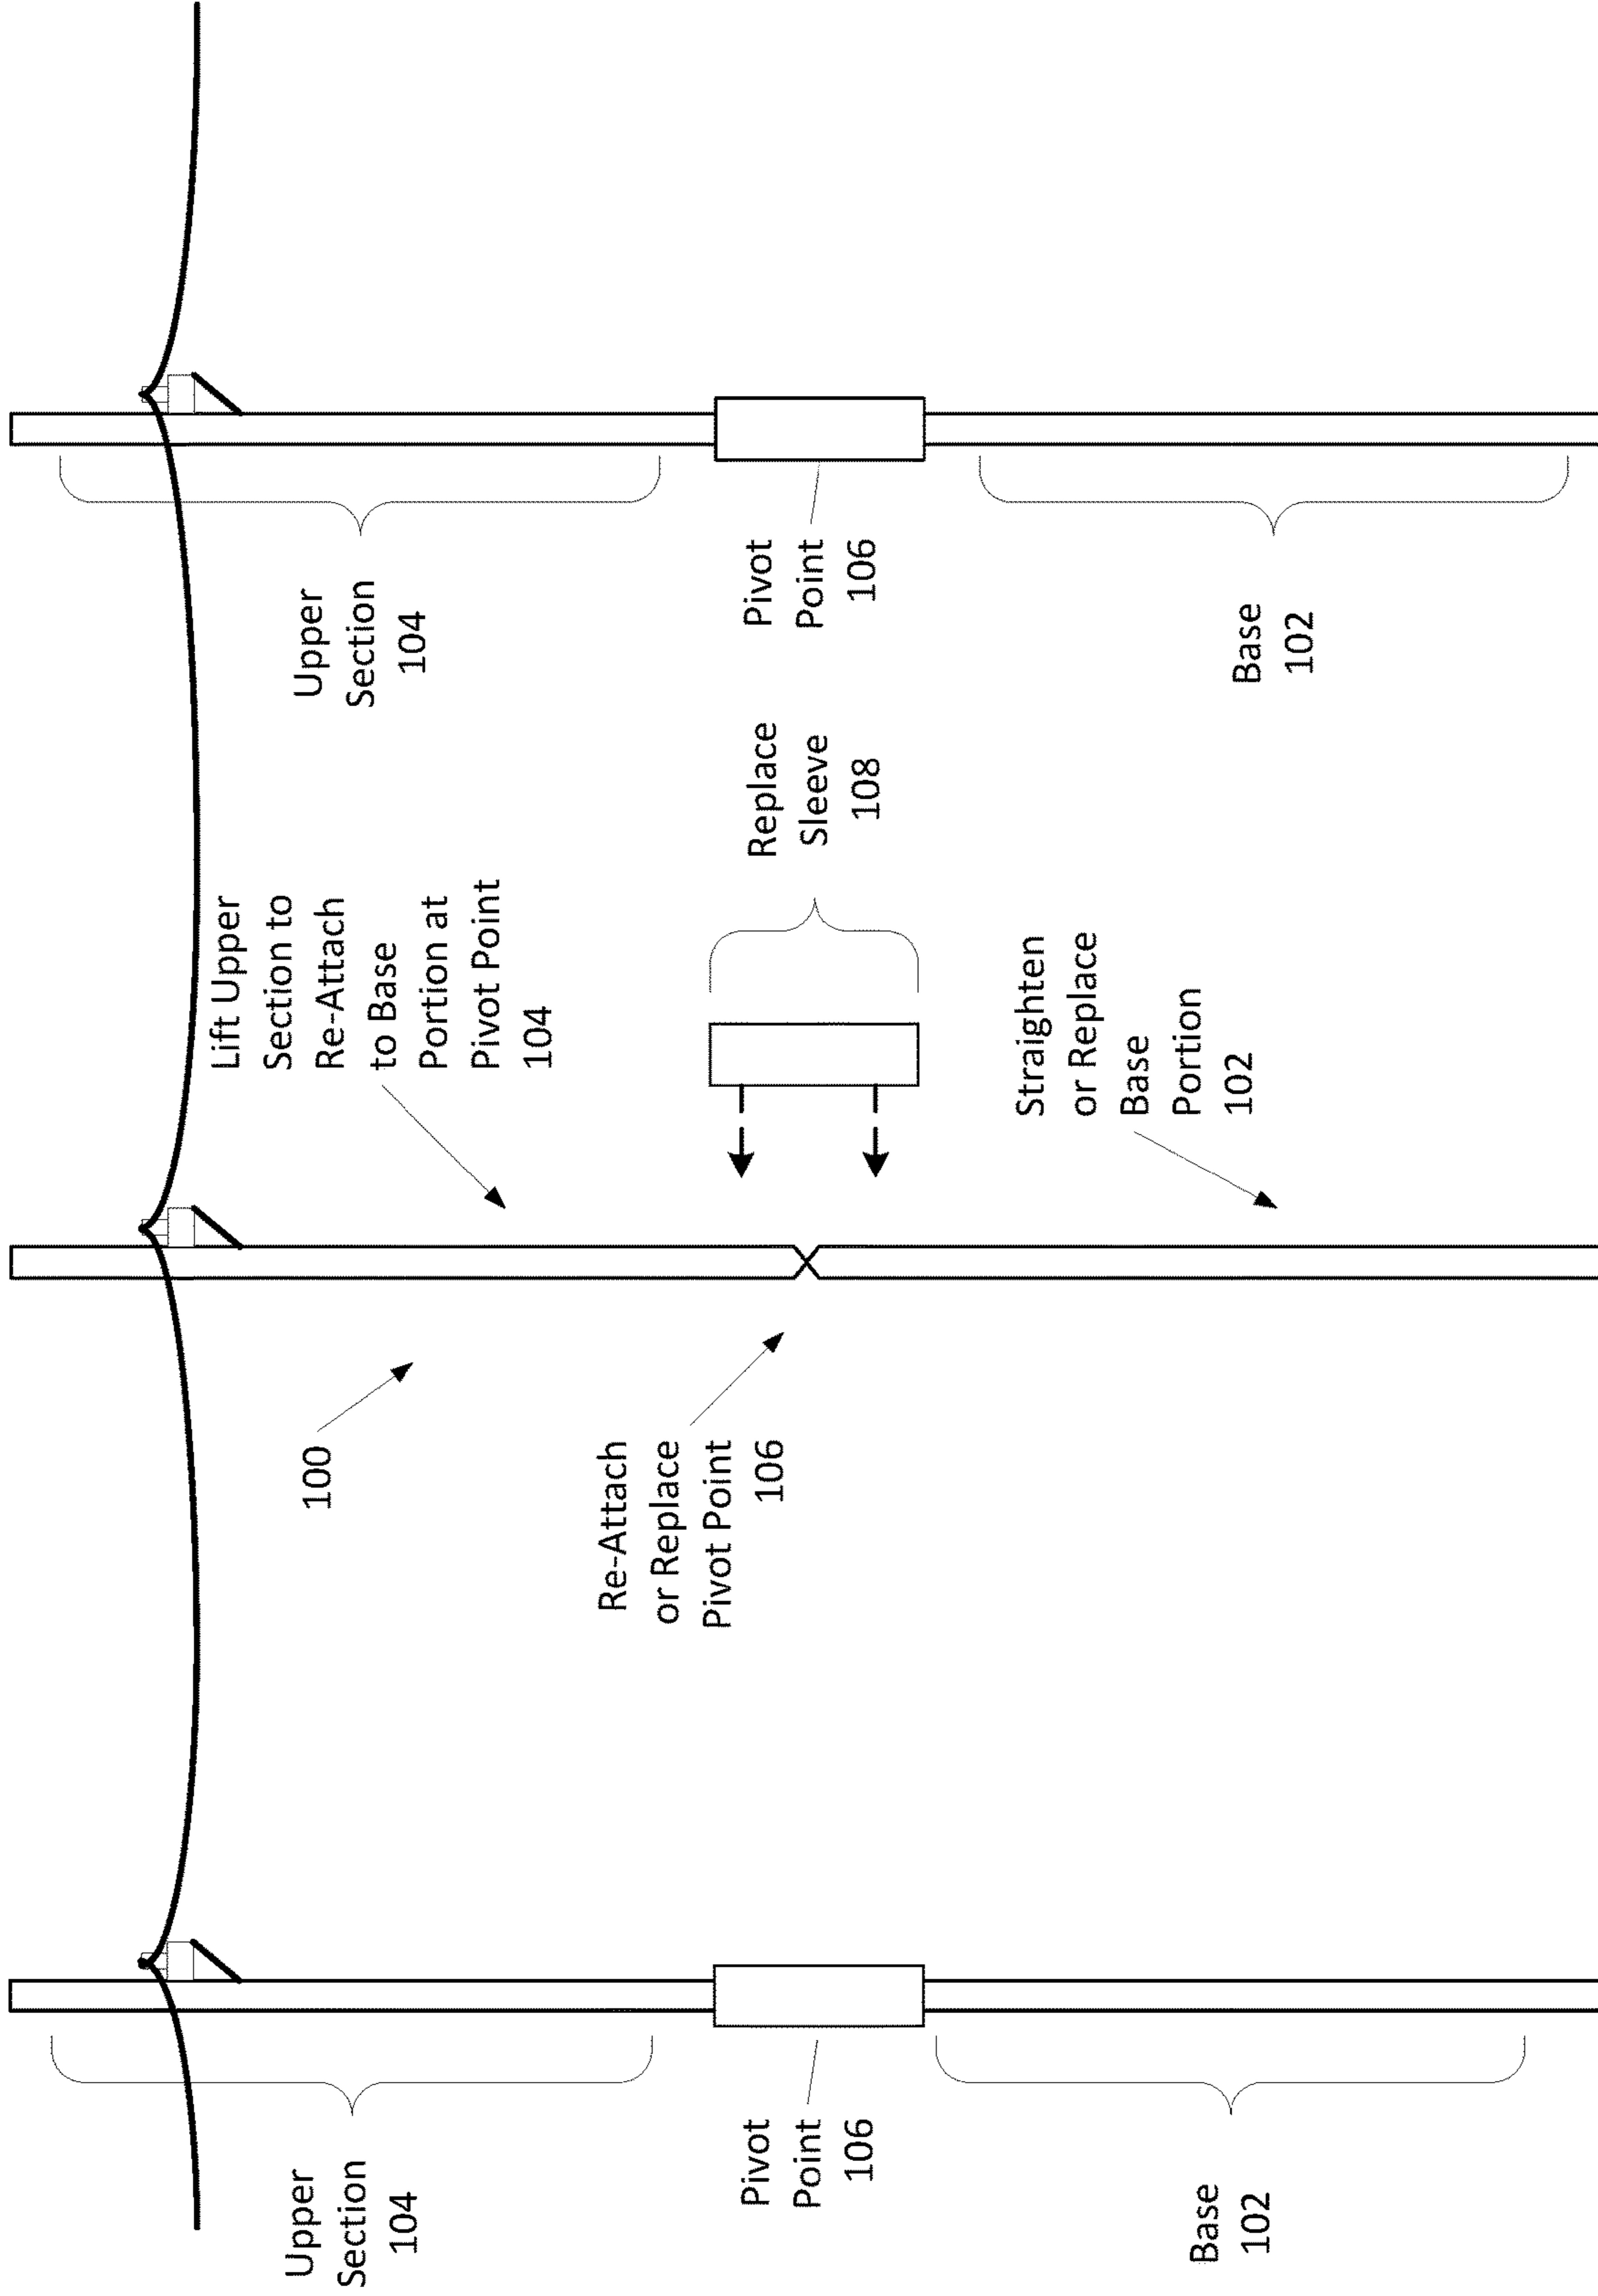 Upper
Section
104
Pivot
Point
106
Base
102
100
Re-Attach
or Replace
Pivot Point
106
Lift Upper
Section to
Re-Attach
to Base
Portion at
Pivot Point
104
Straighten
or Replace
Base
Portion
102
Replace
Sleeve
108
Upper
Section
104
Pivot
Point
106
Base
102